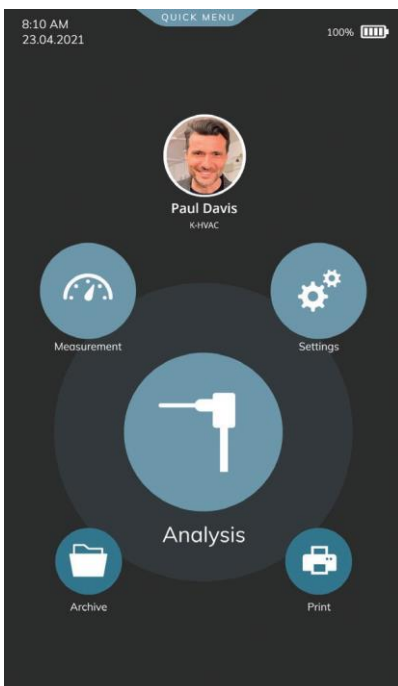 QUICK MENU
8:10 AM
23.04.2021
100%
Paul Davis
K-HVAC
Measurement
Settings
Analysis
Archive
Print